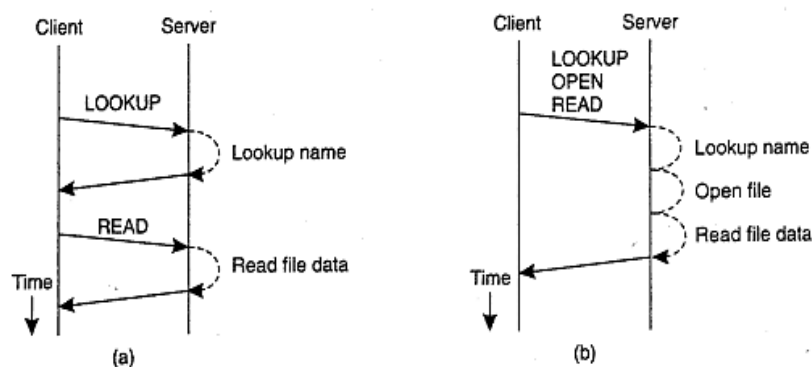 Client
Server
LOOKUP
Lookup name
READ
Read file data
Time
(a)
Client
Server
LOOKUP
OPEN
READ
Lookup name
Open file
Read file data
Time
(b)